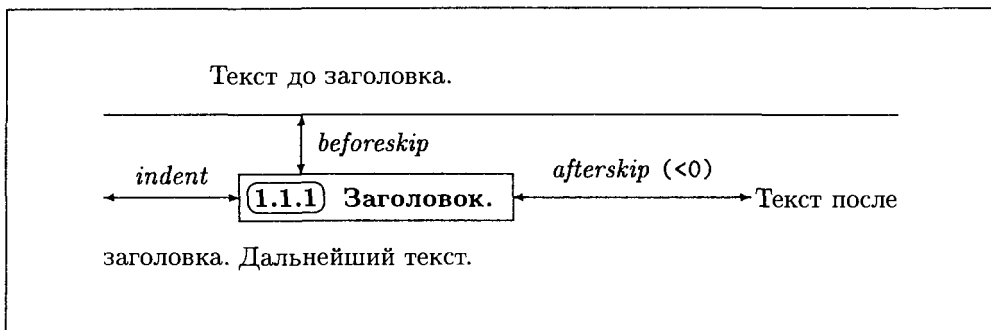 Текст до заголовка.
beforeskip
indent
afterskip (<0)
1.1.1 Заголовок.
Текст после
заголовка. Дальнейший текст.